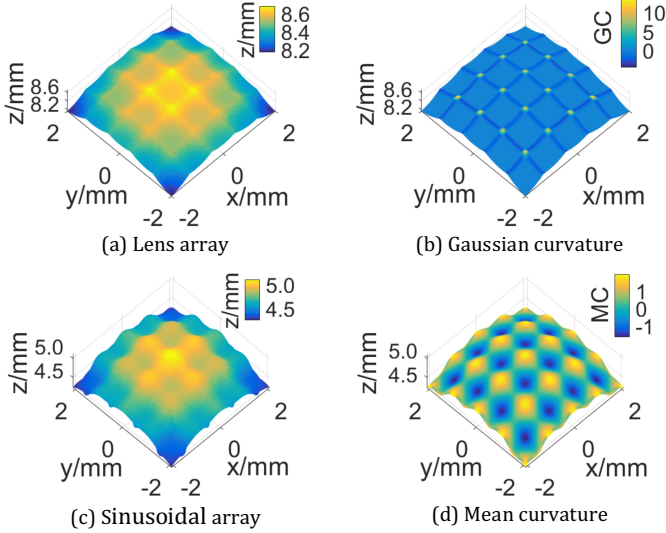 8.6
8.4
8.2
z/mm
8.6
8.2
z/mm
2
0
-2
y/mm
-2
0
2
x/mm
(a) Lens array
10
5
0
GC
8.6
8.2
z/mm
2
0
-2
y/mm
-2
0
2
x/mm
(b) Gaussian curvature
5.0
4.5
z/mm
5.0
4.5
z/mm
2
0
-2
y/mm
-2
0
2
x/mm
(c) Sinusoidal array
1
0
-1
MC
5.0
4.5
z/mm
2
0
-2
y/mm
-2
0
2
x/mm
(d) Mean curvature